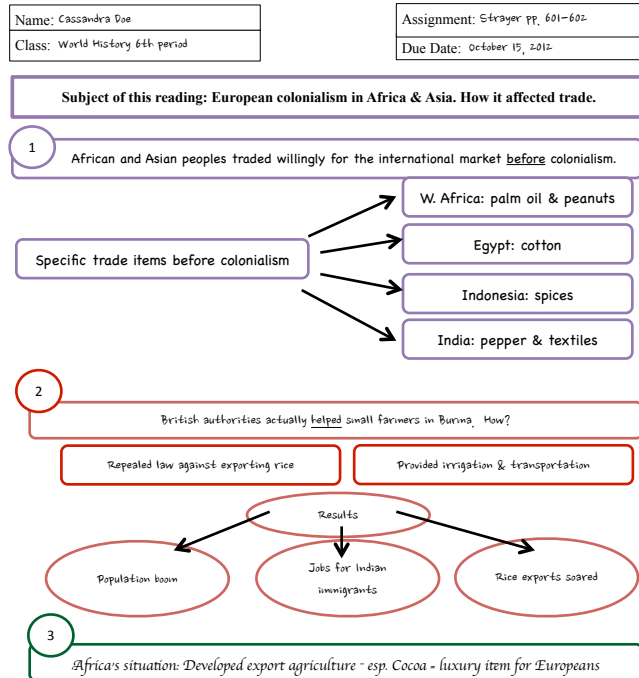 Name: Cassandra Doe
Class: World History 6th period
Assignment: Strayer pp. 601-602
Due Date: October 15, 2012
Subject of this reading: European colonialism in Africa & Asia. How it affected trade.
1
African and Asian peoples traded willingly for the international market before colonialism.
Specific trade items before colonialism
W. Africa: palm oil & peanuts
Egypt: cotton
Indonesia: spices
India: pepper & textiles
2
British authorities actually helped small farmers in Burma. How?
Repealed law against exporting rice
Provided irrigation & transportation
Results
Population boom
Jobs for Indian
immigrants
Rice exports soared
3
Africa's situation: Developed export agriculture - esp. Cocoa - luxury item for Europeans